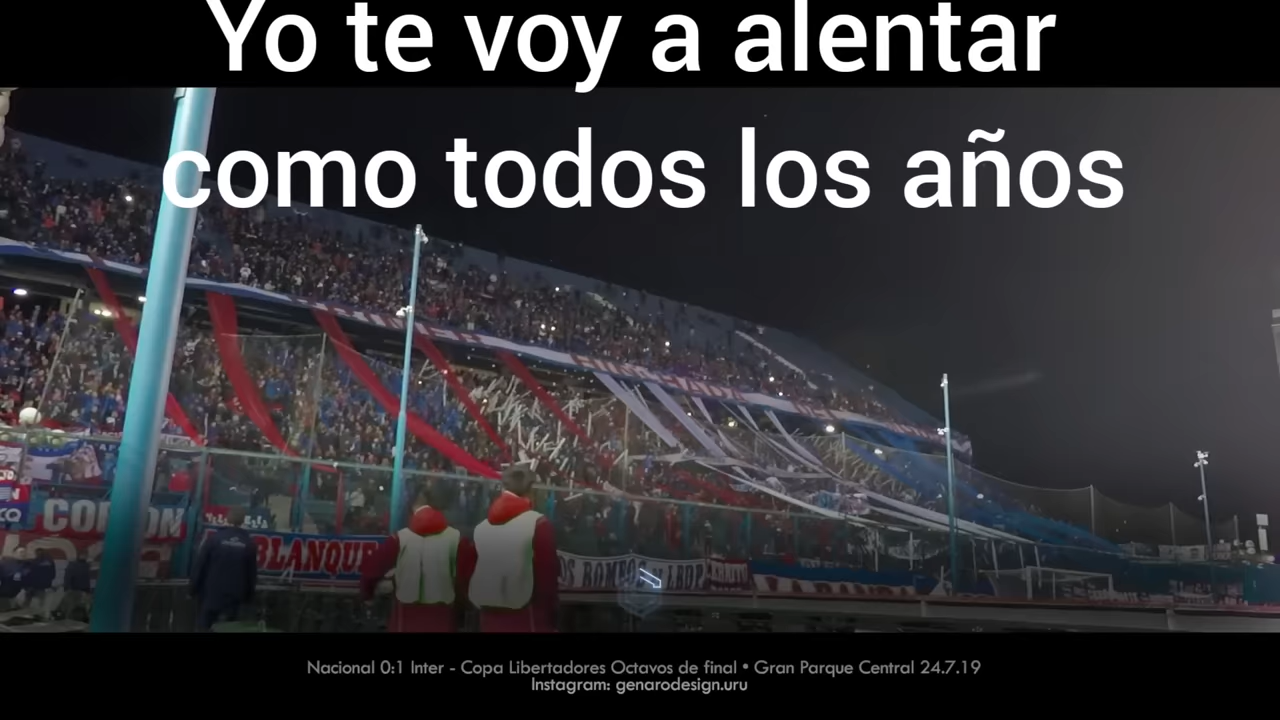 Yo te voy a alentar
como todos los años
BLANQUE
Nacional 0:1 Inter - Copa Libertadores Octavos de final • Gran Parque Central 24.7.19
Instagram: genarodesign.uru